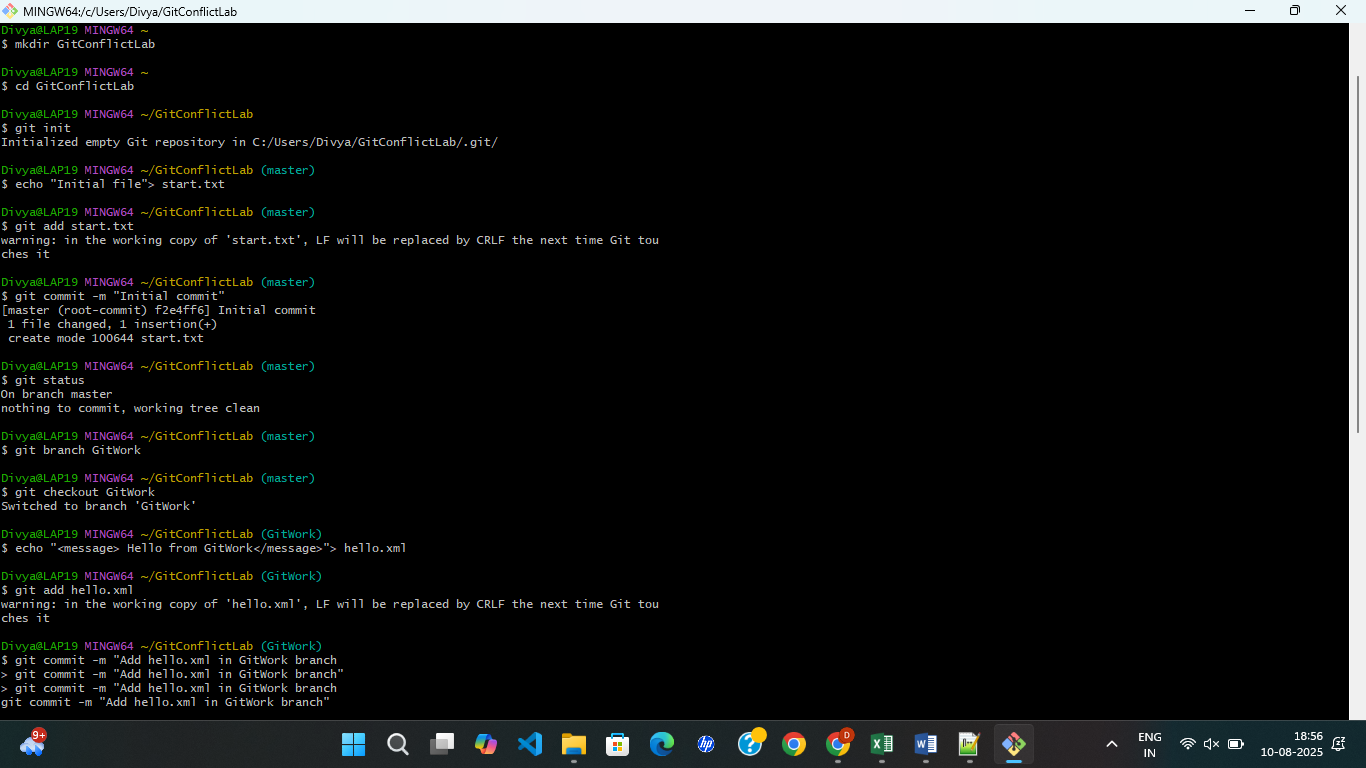 MINGW64:/c/Users/Divya/GitConflictLab
Divya@LAP19 MINGW64 ~
$ mkdir GitConflictLab
Divya@LAP19 MINGW64 ~
$ cd GitConflictLab
Divya@LAP19 MINGW64 ~/GitConflictLab
$ git init
Initialized empty Git repository in C:/Users/Divya/GitConflictLab/.git/
Divya@LAP19 MINGW64 ~/GitConflictLab (master)
$ echo "Initial file"> start.txt
Divya@LAP19 MINGW64 ~/GitConflictLab (master)
$ git add start.txt
warning: in the working copy of 'start.txt', LF will be replaced by CRLF the next time Git tou
ches it
Divya@LAP19 MINGW64 ~/GitConflictLab (master)
$ git commit -m "Initial commit"
[master (root-commit) f2e4ff6] Initial commit
 1 file changed, 1 insertion(+)
 create mode 100644 start.txt
Divya@LAP19 MINGW64 ~/GitConflictLab (master)
$ git status
On branch master
nothing to commit, working tree clean
Divya@LAP19 MINGW64 ~/GitConflictLab (master)
$ git branch GitWork
Divya@LAP19 MINGW64 ~/GitConflictLab (master)
$ git checkout GitWork
Switched to branch 'GitWork'
Divya@LAP19 MINGW64 ~/GitConflictLab (GitWork)
$ echo "<message> Hello from GitWork</message>"> hello.xml
Divya@LAP19 MINGW64 ~/GitConflictLab (GitWork)
$ git add hello.xml
warning: in the working copy of 'hello.xml', LF will be replaced by CRLF the next time Git tou
ches it
Divya@LAP19 MINGW64 ~/GitConflictLab (GitWork)
$ git commit -m "Add hello.xml in GitWork branch
> git commit -m "Add hello.xml in GitWork branch"
> git commit -m "Add hello.xml in GitWork branch
git commit -m "Add hello.xml in GitWork branch"
9+
hp
?
D
ENG
IN
18:56
10-08-2025